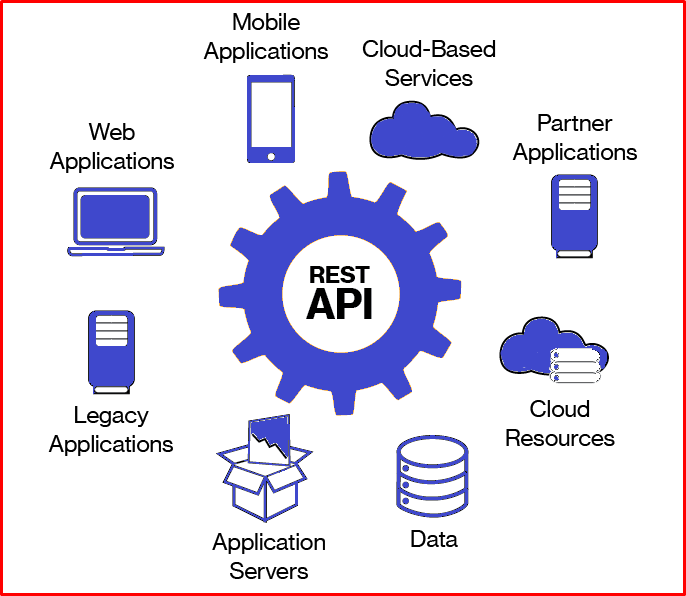 Mobile
Applications
Cloud-Based
Services
Web
Applications
Partner
Applications
REST
API
Legacy
Applications
Cloud
Resources
Application
Servers
Data